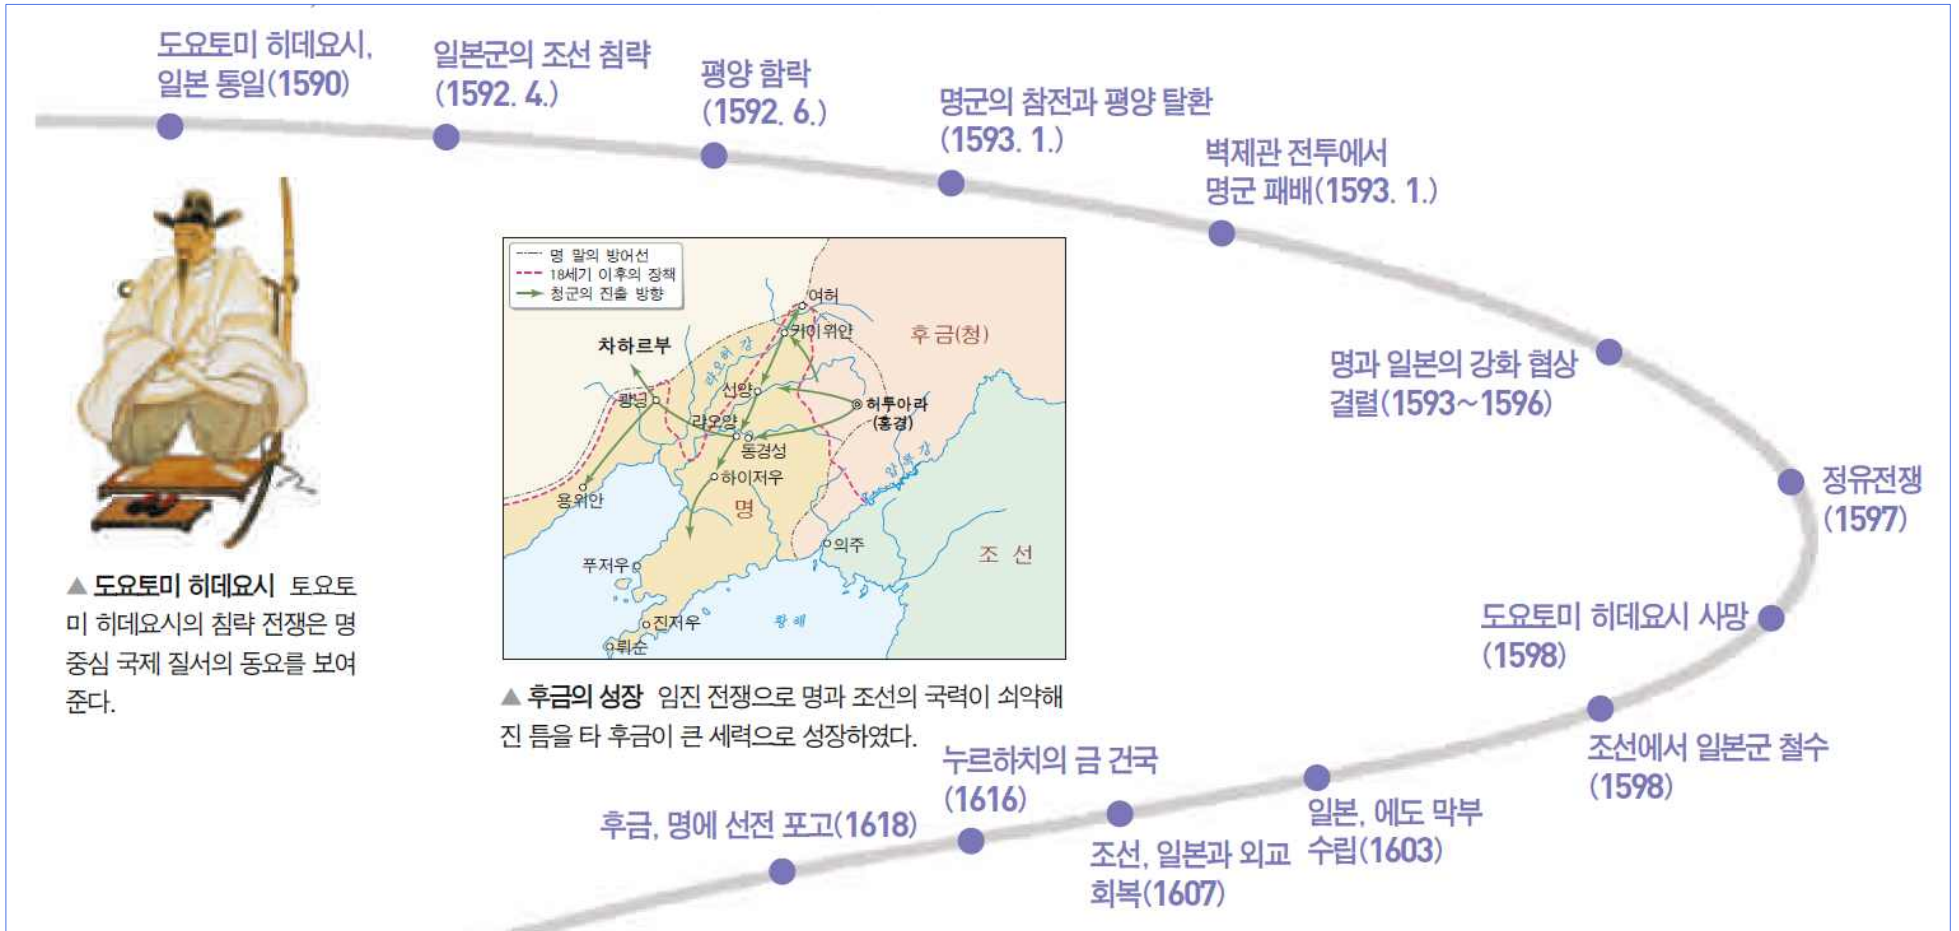 도요토미 히데요시,
일본 통일(1590)
일본군의 조선 침략
(1592. 4.)
평양 함락
(1592. 6.)
명군의 참전과 평양 탈환
(1593. 1.)
벽제관 전투에서
명군 패배(1593. 1.)
명과 일본의 강화 협상
결렬(1593~1596)
정유전쟁
(1597)
도요토미 히데요시 사망
(1598)
조선에서 일본군 철수
(1598)
일본, 에도 막부
수립(1603)
조선, 일본과 외교
회복(1607)
누르하치의 금 건국
(1616)
후금, 명에 선전 포고(1618)
▲ 도요토미 히데요시 토요토
미 히데요시의 침략 전쟁은 명
중심 국제 질서의 동요를 보여
준다.
명 말의 방어선
18세기 이후의 장책
청군의 진출 방향
여허
카이위안
후금(청)
차하르부
랴오허 강
선양
광닝
허투아라
(흥경)
랴오양
동경성
압록강
하이저우
용위안
명
의주
조선
푸저우
진저우
황해
뤼순
▲ 후금의 성장 임진 전쟁으로 명과 조선의 국력이 쇠약해
진 틈을 타 후금이 큰 세력으로 성장하였다.